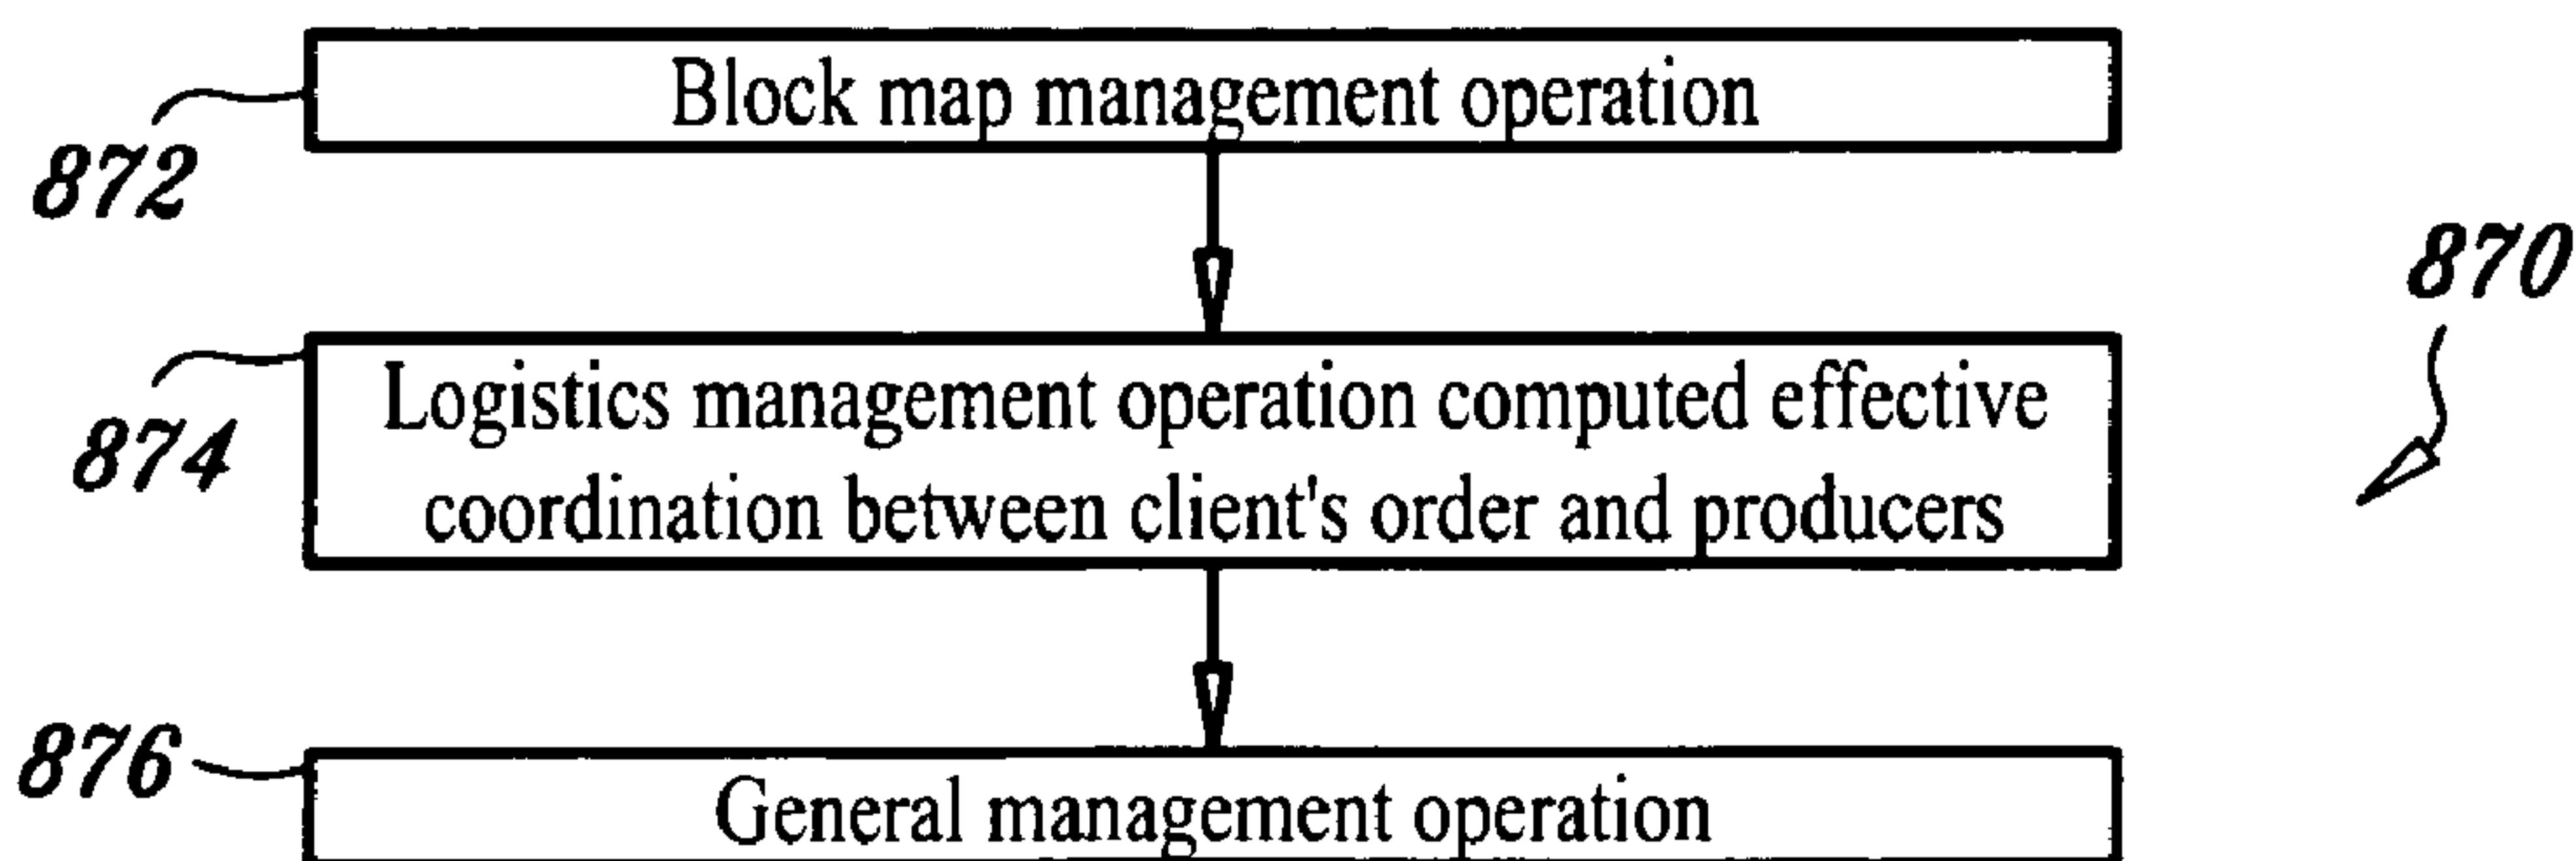 Block map management operation
872
870
Logistics management operation computed effective
coordination between client's order and producers
874
876
General management operation